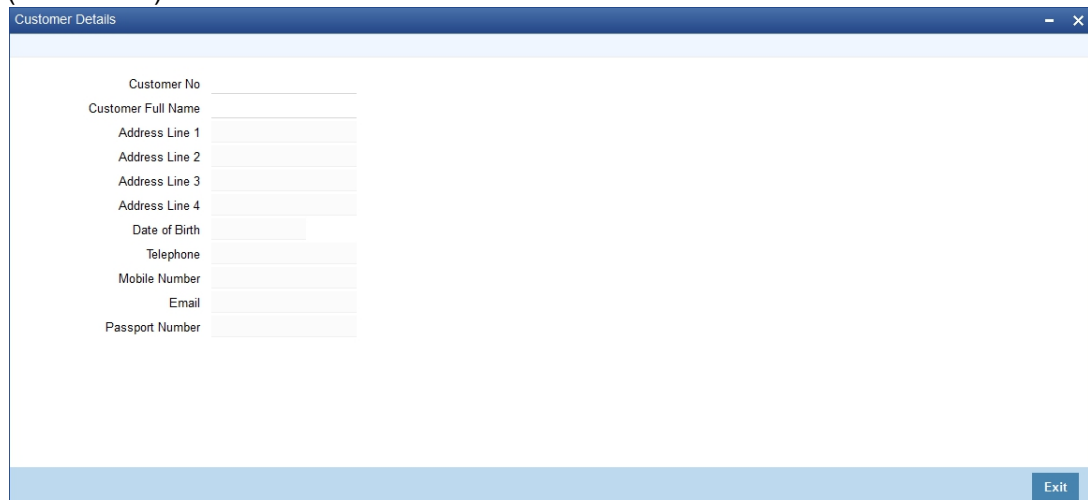 Customer Details
Customer No
Customer Full Name
Address Line 1
Address Line 2
Address Line 3
Address Line 4
Date of Birth
Telephone
Mobile Number
Email
Passport Number
Exit